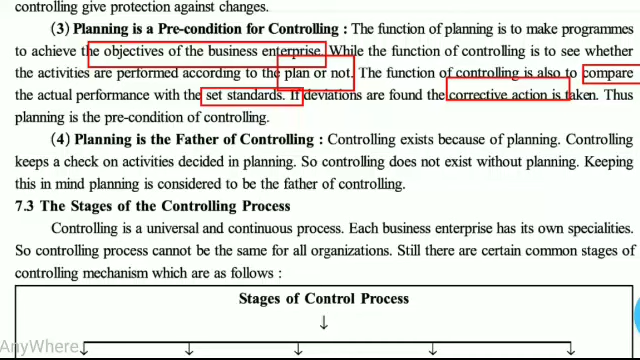 controlling give protection against changes.
(3) Planning is a Pre-condition for Controlling : The function of planning is to make programmes
to achieve the objectives of the business enterprise. While the function of controlling is to see whether
the activities are performed according to the plan or not. The function of controlling is also to compare
the actual performance with the set standards. If deviations are found the corrective action is taken. Thus
planning is the pre-condition of controlling.
(4) Planning is the Father of Controlling : Controlling exists because of planning. Controlling
keeps a check on activities decided in planning. So controlling does not exist without planning. Keeping
this in mind planning is considered to be the father of controlling.
7.3 The Stages of the Controlling Process
Controlling is a universal and continuous process. Each business enterprise has its own specialities.
So controlling process cannot be the same for all organizations. Still there are certain common stages of
controlling mechanism which are as follows :
Stages of Control Process
AnyWhere